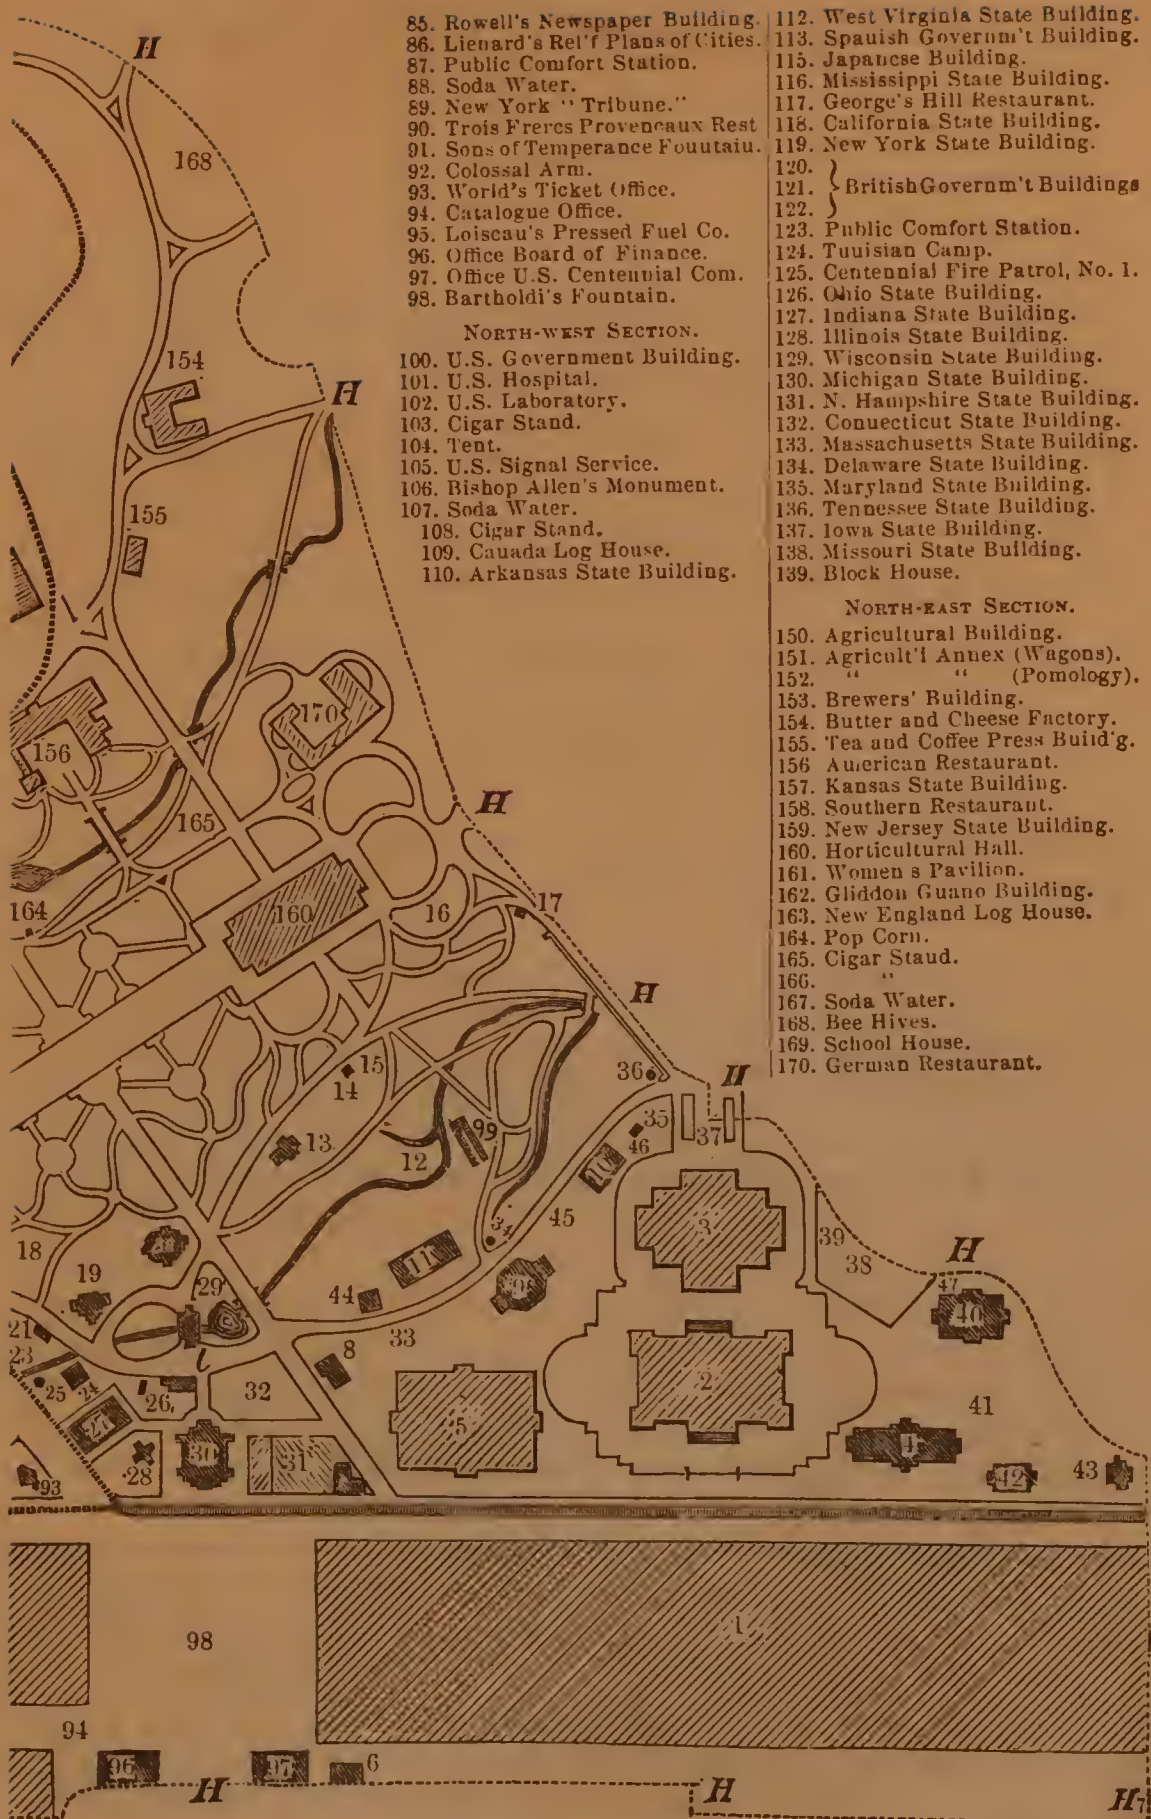 85. Rowell's Newspaper Building.
86. Lienard's Rel'f Plans of Cities.
87. Public Comfort Station.
88. Soda Water.
89. New York "Tribune."
90. Trois Freres Provencaux Rest
91. Sons of Temperance Fouutaiu.
92. Colossal Arm.
93. World's Ticket Office.
94. Catalogue Office.
95. Loiseau's Pressed Fuel Co.
96. Office Board of Finance.
97. Office U.S. Centennial Com.
98. Bartholdi's Fountain.
NORTH-WEST SECTION.
100. U.S. Government Building.
101. U.S. Hospital.
102. U.S. Laboratory.
103. Cigar Stand.
104. Tent.
105. U.S. Signal Service.
106. Bishop Allen's Monument.
107. Soda Water.
108. Cigar Stand.
109. Cauada Log House.
110. Arkansas State Building.
112. West Virginia State Building.
113. Spauish Governm't Building.
115. Japanese Building.
116. Mississippi State Building.
117. George's Hill Restaurant.
118. California State Building.
119. New York State Building.
120.
121. } British Governm't Buildings
122.
123. Public Comfort Station.
124. Tuuisian Camp.
125. Centennial Fire Patrol, No. 1.
126. Ohio State Building.
127. Indiana State Building.
128. Illinois State Building.
129. Wisconsin State Building.
130. Michigan State Building.
131. N. Hampshire State Building.
132. Conuecticut State Building.
133. Massachusetts State Building.
134. Delaware State Building.
135. Maryland State Building.
136. Tennessee State Building.
137. Iowa State Building.
138. Missouri State Building.
139. Block House.
NORTH-EAST SECTION.
150. Agricultural Building.
151. Agricult'l Annex (Wagons).
152. " " (Pomology).
153. Brewers' Building.
154. Butter and Cheese Factory.
155. Tea and Coffee Press Build'g.
156 American Restaurant.
157. Kansas State Building.
158. Southern Restaurant.
159. New Jersey State Building.
160. Horticultural Hall.
161. Women s Pavilion.
162. Gliddon Guano Building.
163. New England Log House.
164. Pop Corn.
165. Cigar Staud.
166. "
167. Soda Water.
168. Bee Hives.
169. School House.
170. German Restaurant.
H
168
154
H
155
170
156
H
165
164
160
16
17
H
36
15
14
H
35
37
46
13
99
12
10
3
45
34
39
38
18
11
H
47
19
29
44
40
21
33
8
23
25
24
26
32
2
27
5
41
4
30
31
28
42
43
93
98
1
94
96
97
6
H
H
H
7